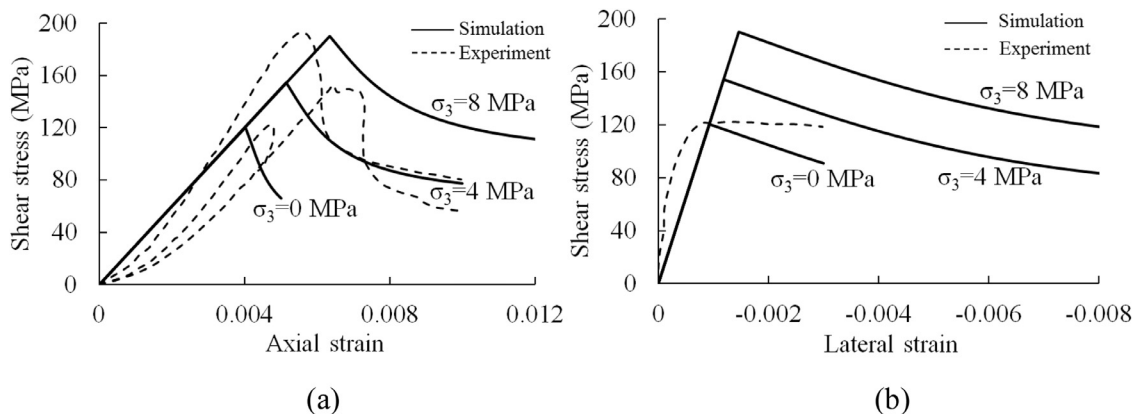 200
160
120
80
40
0
Shear stress (MPa)
Simulation
Experiment
σ3=8 MPa
σ3=4 MPa
σ3=0 MPa
0 0.004 0.008 0.012
Axial strain
(a)
200
160
120
80
40
0
Shear stress (MPa)
Simulation
Experiment
σ3=8 MPa
σ3=0 MPa
σ3=4 MPa
0 -0.002 -0.004 -0.006 -0.008
Lateral strain
(b)